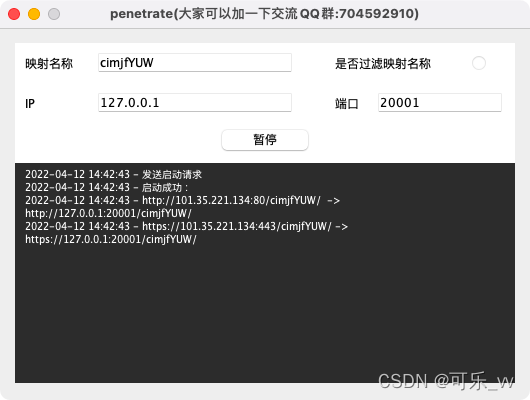 penetrate(大家可以加一下交流QQ群:704592910)
映射名称 cimjfYUW 是否过滤映射名称
IP 127.0.0.1 端口 20001
暂停
2022-04-12 14:42:43 - 发送启动请求
2022-04-12 14:42:43 - 启动成功:
2022-04-12 14:42:43 - http://101.35.221.134:80/cimjfYUW/ ->
http://127.0.0.1:20001/cimjfYUW/
2022-04-12 14:42:43 - https://101.35.221.134:443/cimjfYUW/ ->
https://127.0.0.1:20001/cimjfYUW/
CSDN @可乐_vv